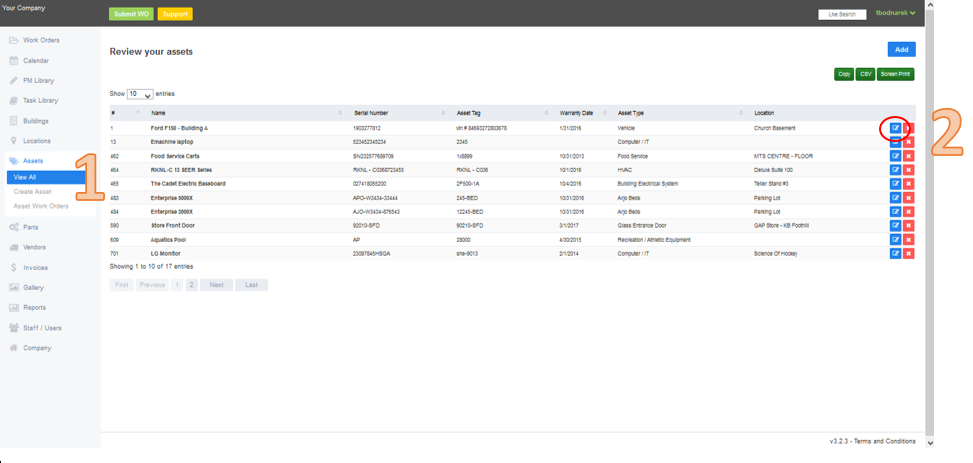 Your Company
Submit WO Support
Live Search
tbodnarek
Work Orders
Calendar
PM Library
Task Library
Buildings
Locations
Assets
View All
Create Asset
Asset Work Orders
Parts
Vendors
Invoices
Gallery
Reports
Staff / Users
Company
1
Review your assets
Add
Copy CSV Screen Print
Show 10 entries
# Name Serial Number Asset Tag Warranty Date Asset Type Location
1 Ford F150 - Building A 1903277812 vin # 84693272803678 1/31/2016 Vehicle Church Basement
13 Emachine laptop 523452345234 2345 Computer / IT
462 Food Service Carts SN232577688709 1x8899 10/31/2013 Food Service MTS CENTRE - FLOOR
464 RKNL-C 13 SEER Series RKNL - C0368723455 RKNL - C036 10/1/2016 HVAC Deluxe Suite 100
465 The Cadet Electric Baseboard 027418055200 2F500-1A 10/4/2016 Building Electrical System Teller Stand #3
483 Enterprise 5000X APO-W3434-33444 245-BED 10/31/2016 Arjo Beds Parking Lot
484 Enterprise 3000X AJO-W3434-876543 12245-BED 10/31/2016 Arjo Beds Parking Lot
590 Store Front Door 92010-SFD 90210-SFD 3/1/2017 Glass Entrance Door GAP Store - KB Foothill
609 Aquatics Pool AP 28000 4/30/2015 Recreation / Athletic Equipment
701 LG Monitor 23097845HSGA she-9013 2/1/2014 Computer / IT Science Of Hockey
Showing 1 to 10 of 17 entries
First Previous 1 2 Next Last
2
v3.2.3 - Terms and Conditions